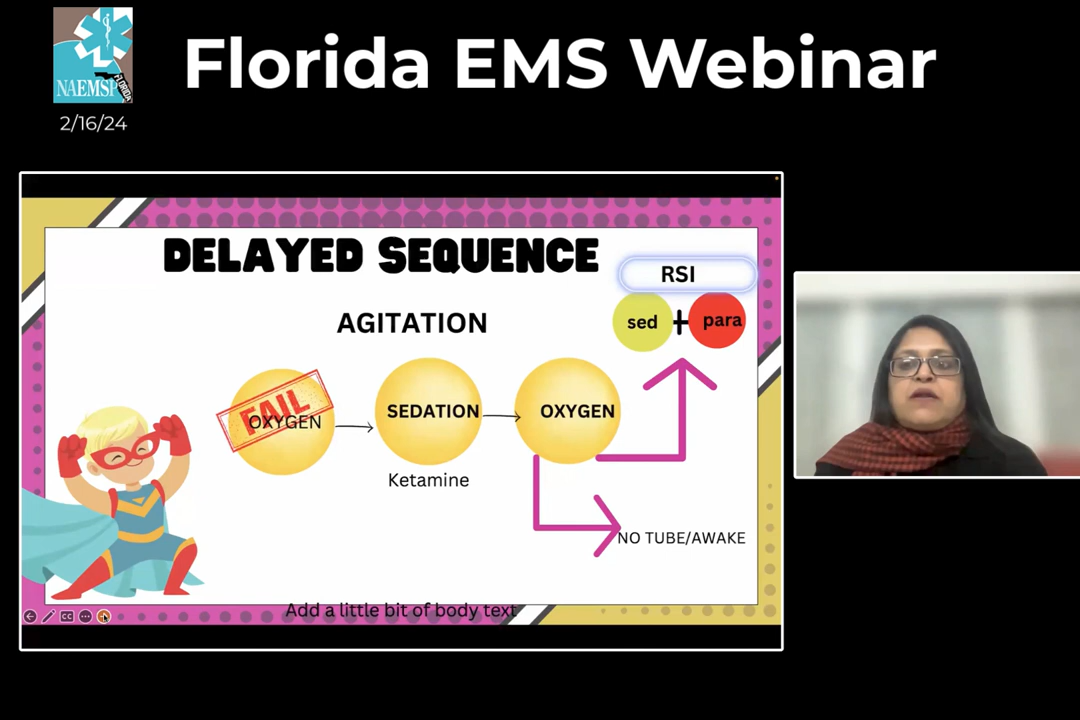 Florida EMS Webinar
NAEMSP
FLORIDA
2/16/24
DELAYED SEQUENCE
RSI
sed + para
AGITATION
FAIL
OXYGEN
SEDATION
OXYGEN
Ketamine
NO TUBE/AWAKE
Add a little bit of body text
CC